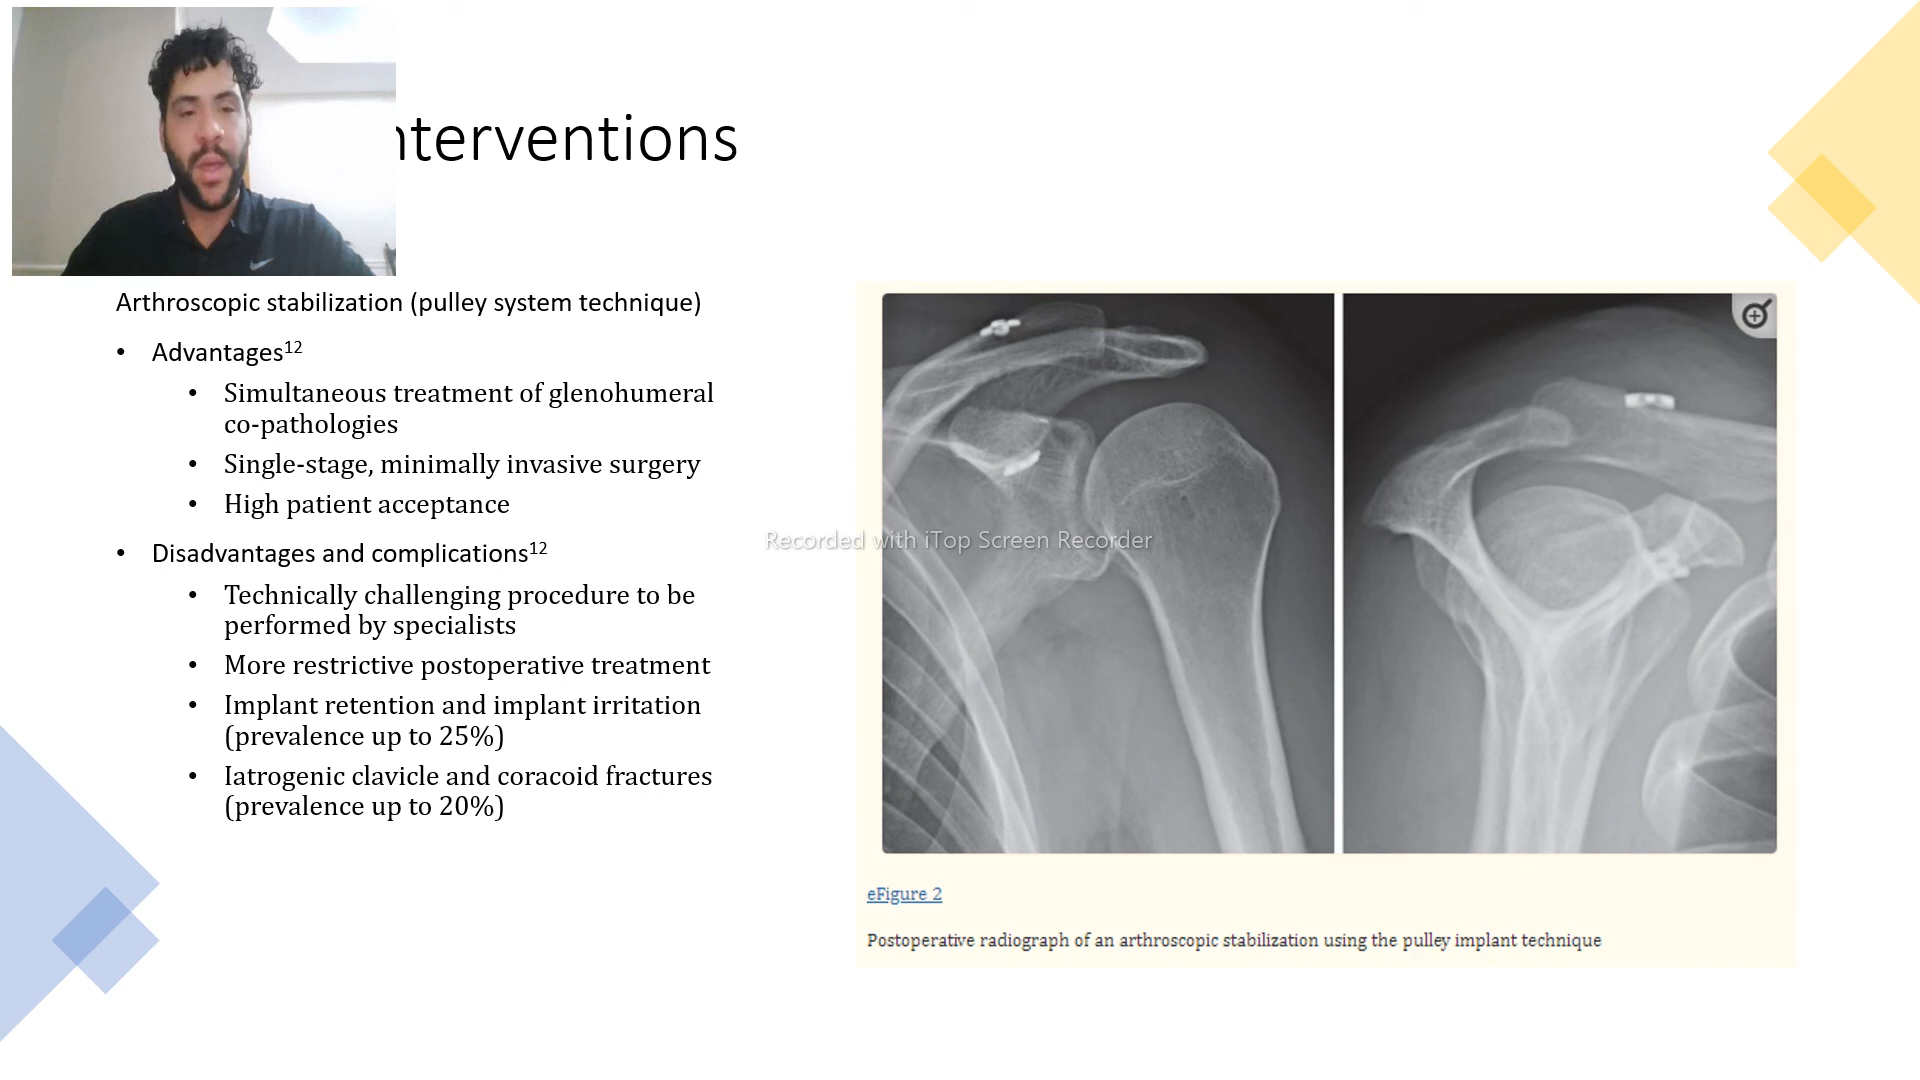 nterventions
Arthroscopic stabilization (pulley system technique)
• Advantages12
• Simultaneous treatment of glenohumeral
co-pathologies
• Single-stage, minimally invasive surgery
• High patient acceptance
• Disadvantages and complications12
• Technically challenging procedure to be
performed by specialists
• More restrictive postoperative treatment
• Implant retention and implant irritation
(prevalence up to 25%)
• Iatrogenic clavicle and coracoid fractures
(prevalence up to 20%)
Recorded with iTop Screen Recorder
eFigure 2
Postoperative radiograph of an arthroscopic stabilization using the pulley implant technique